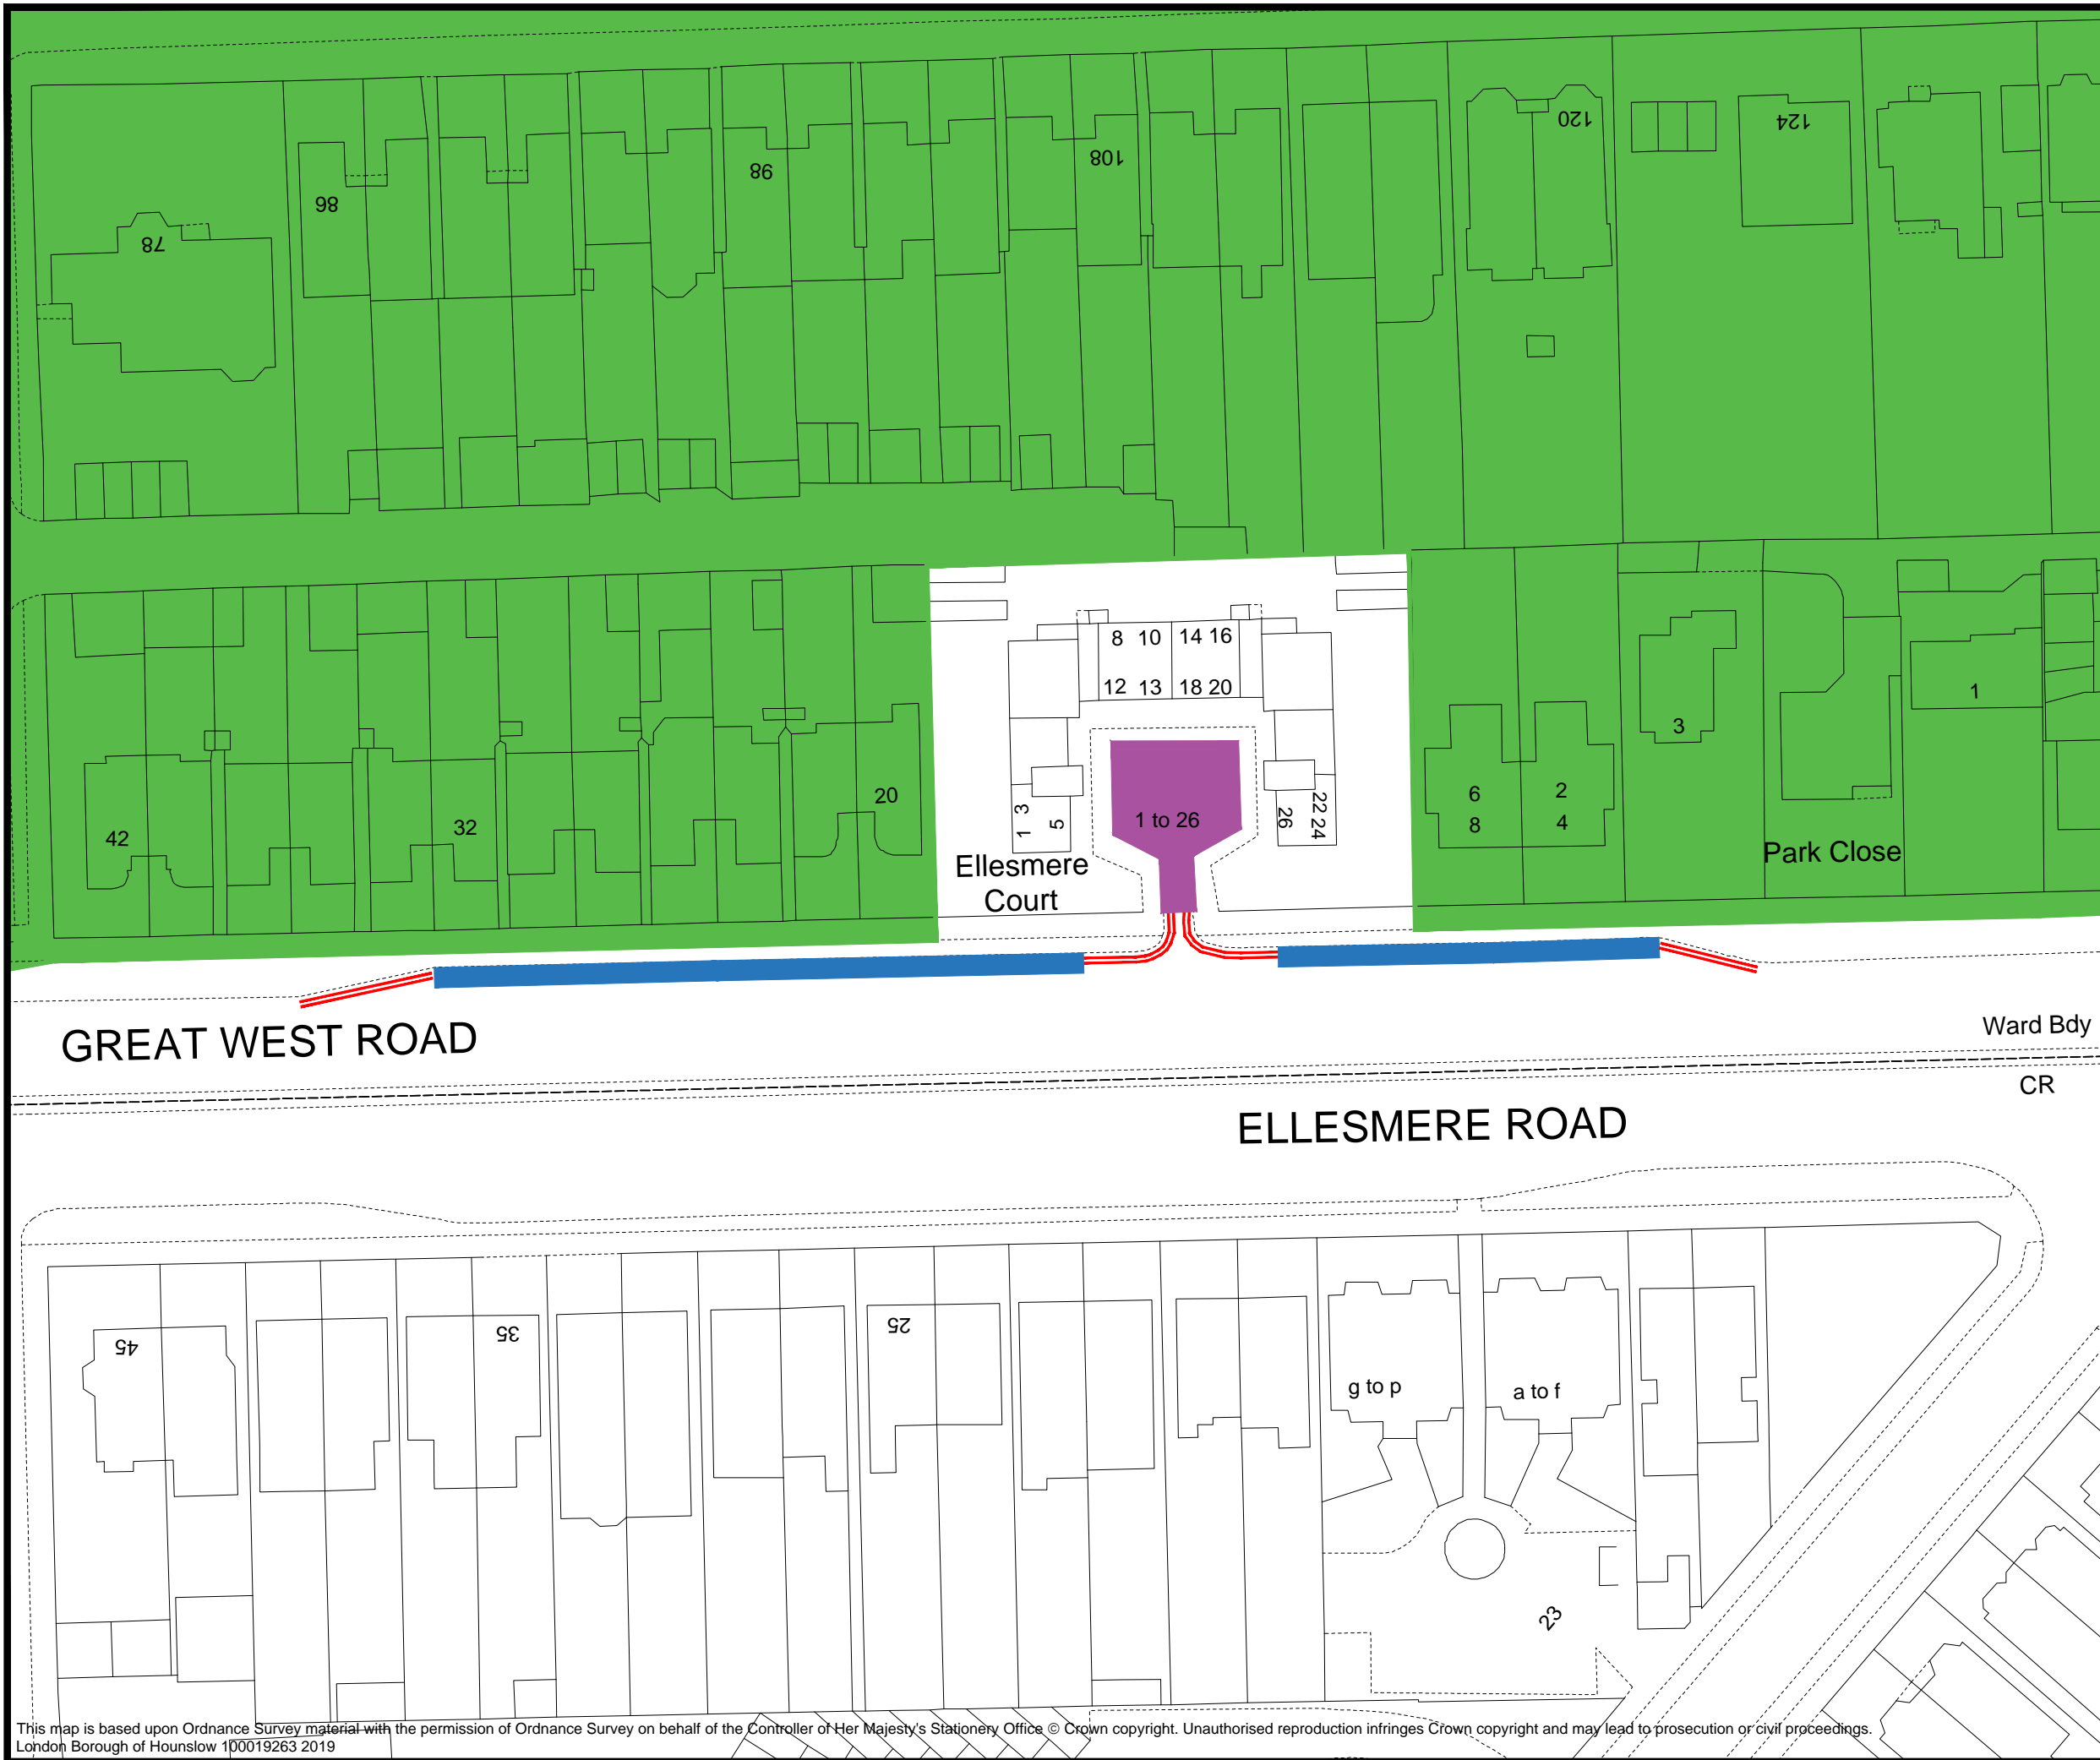 120
124
108
98
86
78
8 10 14 16
12 13 18 20
3
1
20
6 2
8 4
1 3
5
26
22 24
1 to 26
32
42
Park Close
Ellesmere
Court
GREAT WEST ROAD
Ward Bdy
CR
ELLESMERE ROAD
45
35
25
g to p
a to f
23
This map is based upon Ordnance Survey material with the permission of Ordnance Survey on behalf of the Controller of Her Majesty's Stationery Office © Crown copyright. Unauthorised reproduction infringes Crown copyright and may lead to prosecution or civil proceedings.
London Borough of Hounslow 100019263 2019